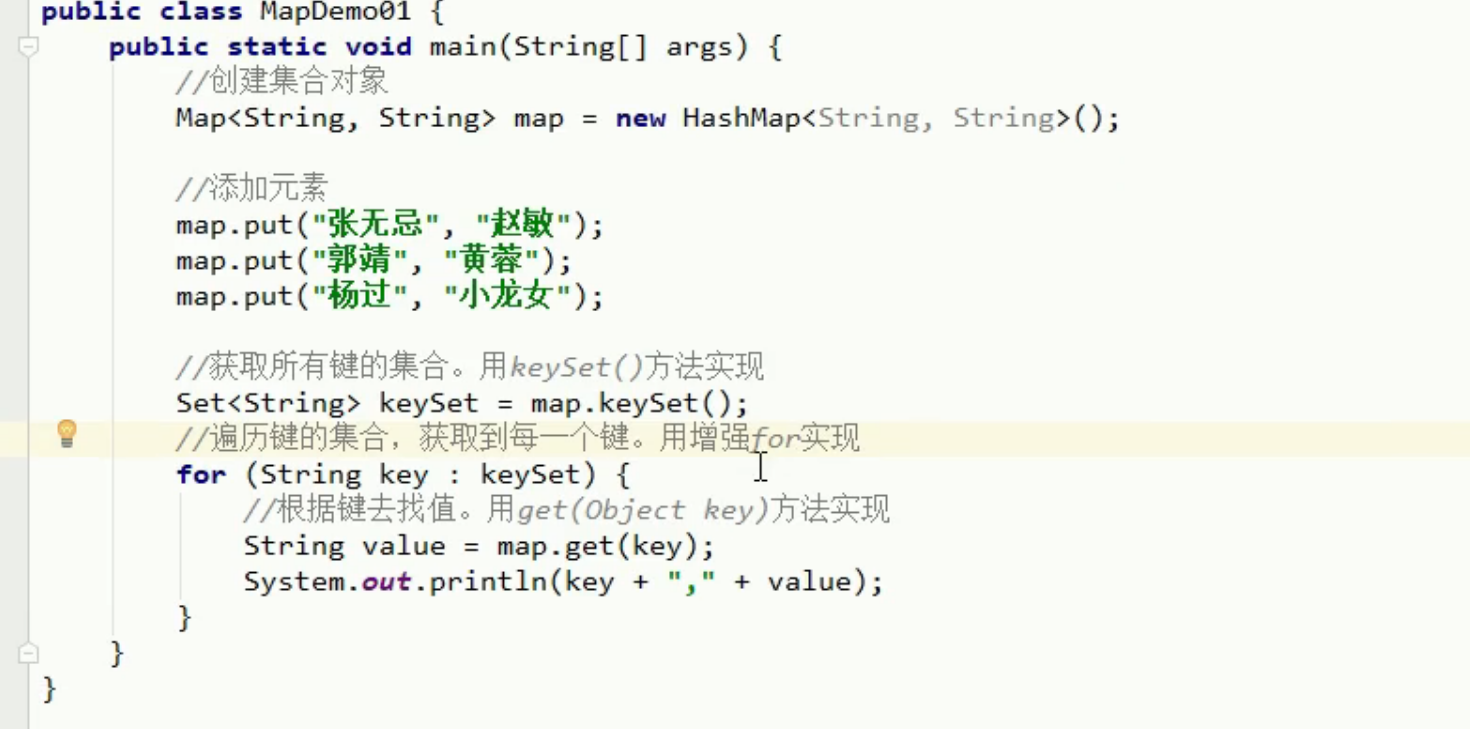 public class MapDemo01 {
public static void main(String[] args) {
//创建集合对象
Map<String, String> map = new HashMap<String, String>();
//添加元素
map.put("张无忌", "赵敏");
map.put("郭靖", "黄蓉");
map.put("杨过", "小龙女");
//获取所有键的集合。用keySet()方法实现
Set<String> keySet = map.keySet();
//遍历键的集合，获取到每一个键。用增强for实现
for (String key : keySet) {
//根据键去找值。用get(Object key)方法实现
String value = map.get(key);
System.out.println(key + "," + value);
}
}
}